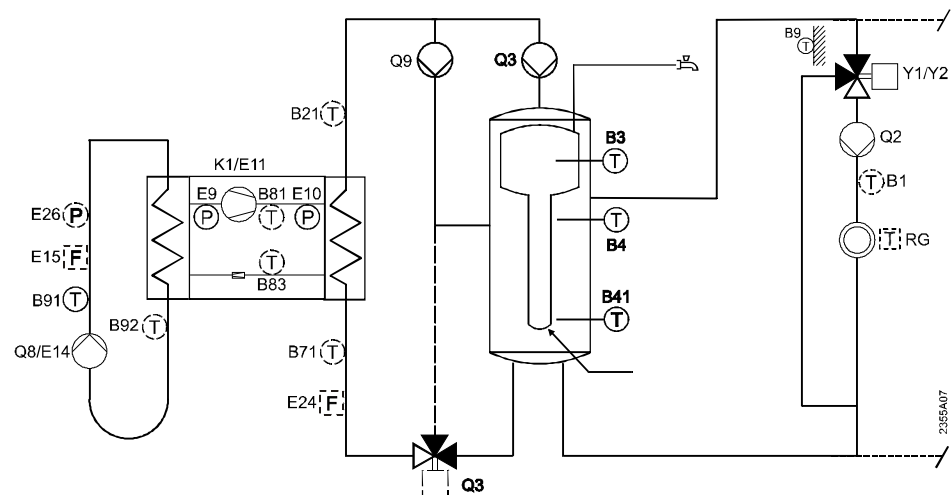 B9
T
Q9
Q3
Y1/Y2
B21
T
Q2
B3
T
K1/E11
E9
B81
E10
P
T
P
T
B1
E26
P
T
B4
T
RG
E15
F
T
B83
B91
T
B41
T
B92
T
Q8/E14
B71
T
E24
F
2355A07
Q3